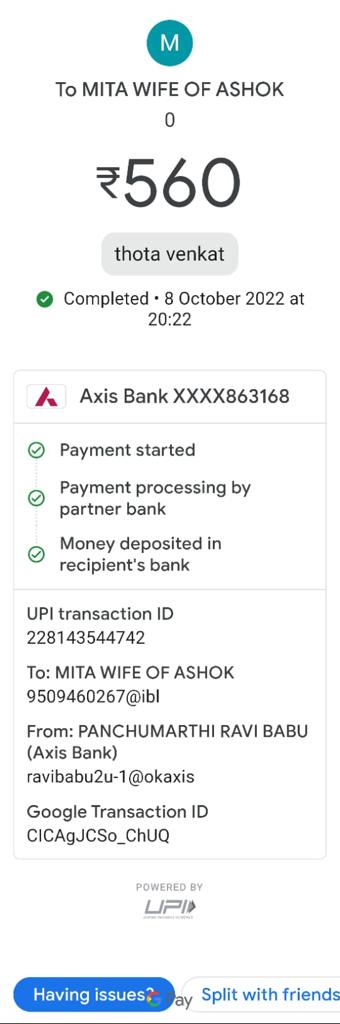 M
To MITA WIFE OF ASHOK
0
₹560
thota venkat
Completed • 8 October 2022 at
20:22
Axis Bank XXXX863168
Payment started
Payment processing by
partner bank
Money deposited in
recipient's bank
UPI transaction ID
228143544742
To: MITA WIFE OF ASHOK
9509460267@ibl
From: PANCHUMARTHI RAVI BABU
(Axis Bank)
ravibabu2u-1@okaxis
Google Transaction ID
CICAgJCSo_ChUQ
POWERED BY
UPI
Having issues? G Pay Split with friends